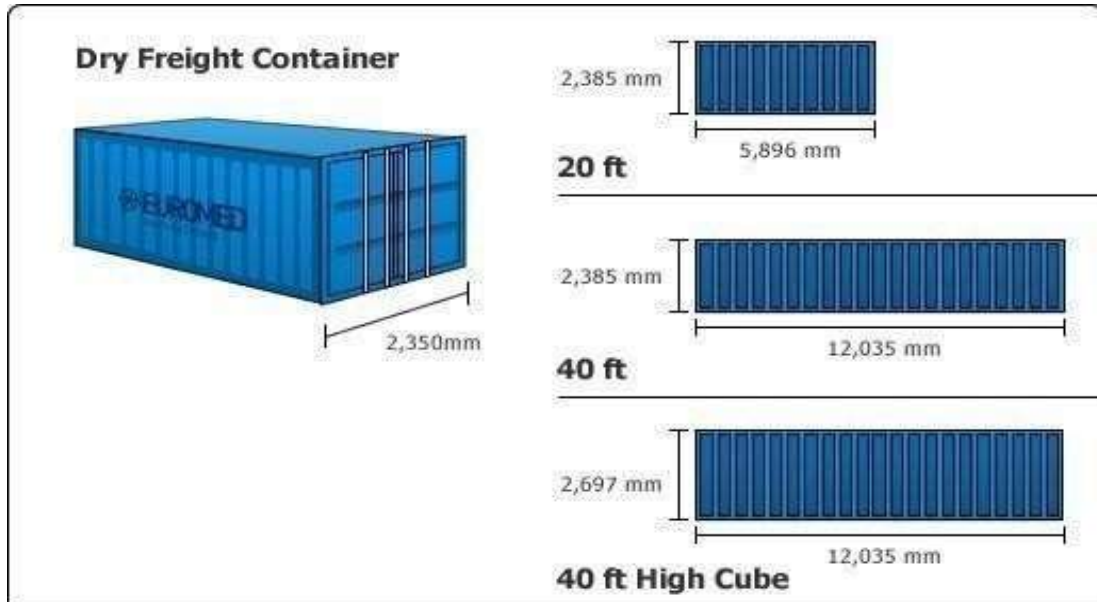 Dry Freight Container
EUROMED
2,350mm
2,385 mm
5,896 mm
20 ft
2,385 mm
12,035 mm
40 ft
2,697 mm
12,035 mm
40 ft High Cube